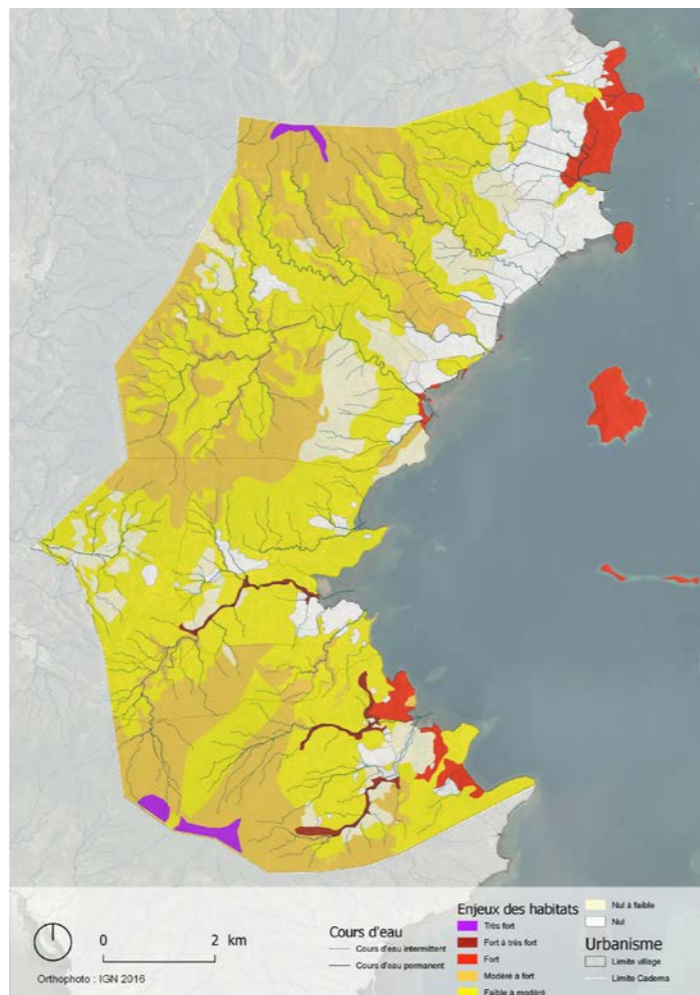 Enjeux des habitats
Très fort
Fort à très fort
Fort
Modéré à fort
Faible à modéré
Nul à faible
Nul
Urbanisme
Limite village
Limite Cadema
Cours d'eau
Cours d'eau intermittent
Cours d'eau permanent
0 2 km
Orthophoto : IGN 2016